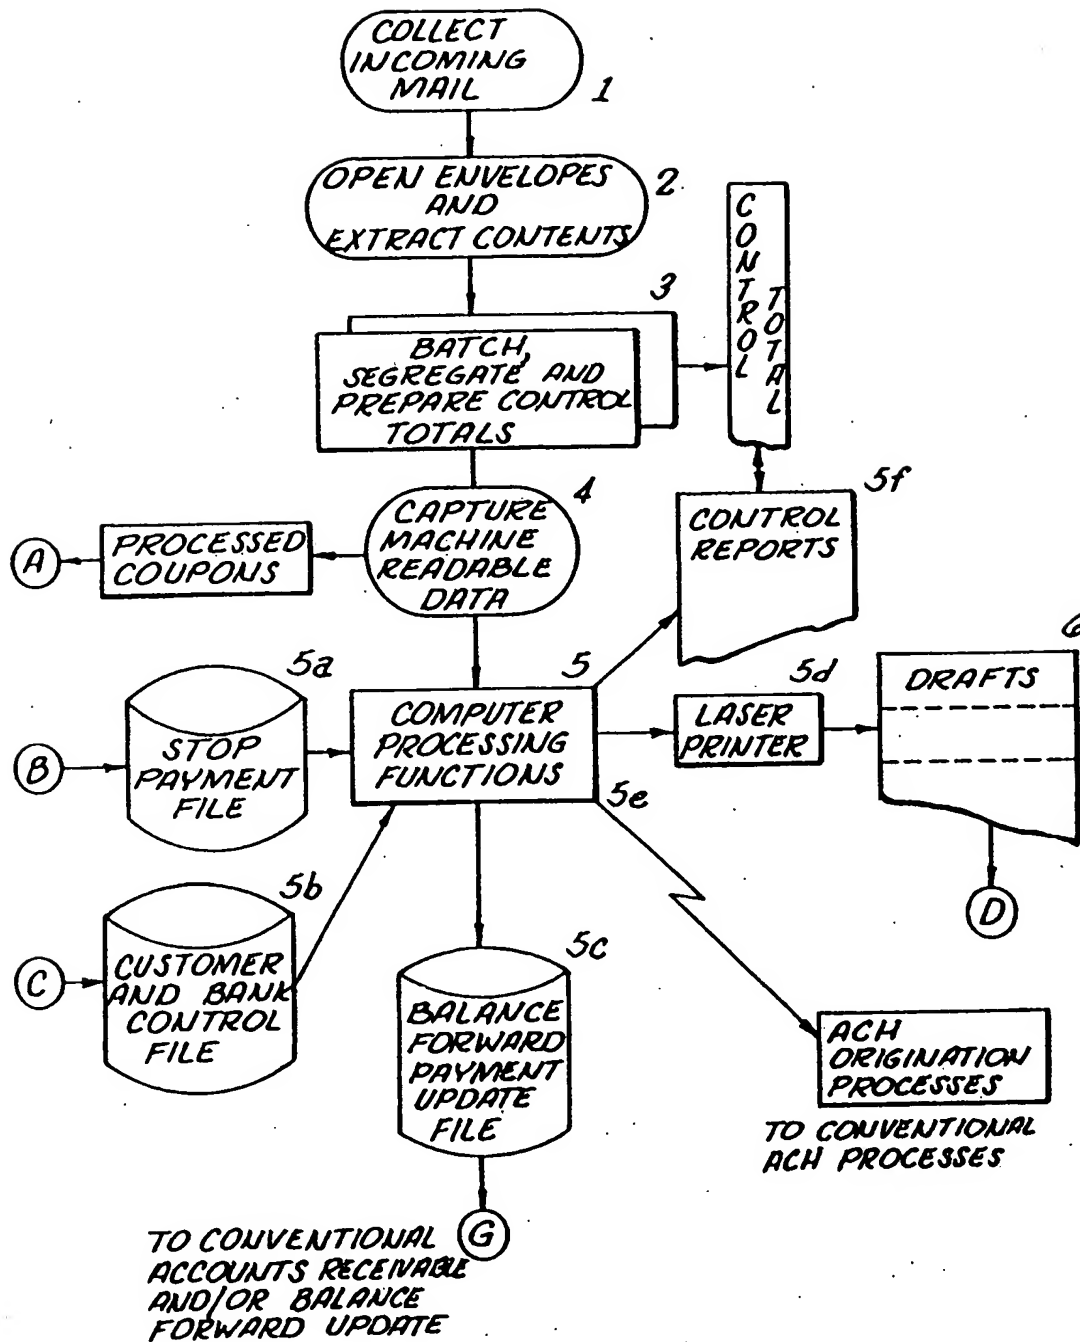 COLLECT
INCOMING
MAIL
1
OPEN ENVELOPES
AND
EXTRACT CONTENTS
2
3
BATCH,
SEGREGATE AND
PREPARE CONTROL
TOTALS
CONTROL
TOTAL
4
CAPTURE
MACHINE
READABLE
DATA
PROCESSED
COUPONS
A
5f
CONTROL
REPORTS
5a
STOP
PAYMENT
FILE
B
5
COMPUTER
PROCESSING
FUNCTIONS
5d
LASER
PRINTER
6
DRAFTS
D
5e
5b
CUSTOMER
AND BANK
CONTROL
FILE
C
5c
BALANCE
FORWARD
PAYMENT
UPDATE
FILE
ACH
ORIGINATION
PROCESSES
TO CONVENTIONAL
ACH PROCESSES
G
TO CONVENTIONAL
ACCOUNTS RECEIVABLE
AND/OR BALANCE
FORWARD UPDATE